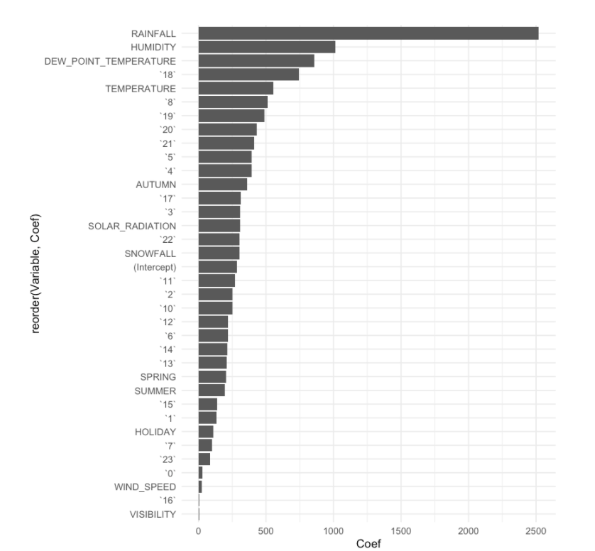 RAINFALL
HUMIDITY
DEW_POINT_TEMPERATURE
`18`
TEMPERATURE
`8`
`19`
`20`
`21`
`5`
`4`
AUTUMN
`17`
`3`
SOLAR_RADIATION
`22`
SNOWFALL
(Intercept)
`11`
`2`
`10`
`12`
`6`
`14`
`13`
SPRING
SUMMER
`15`
`1`
HOLIDAY
`7`
`23`
`0`
WIND_SPEED
`16`
VISIBILITY
reorder(Variable, Coef)
0 500 1000 1500 2000 2500
Coef